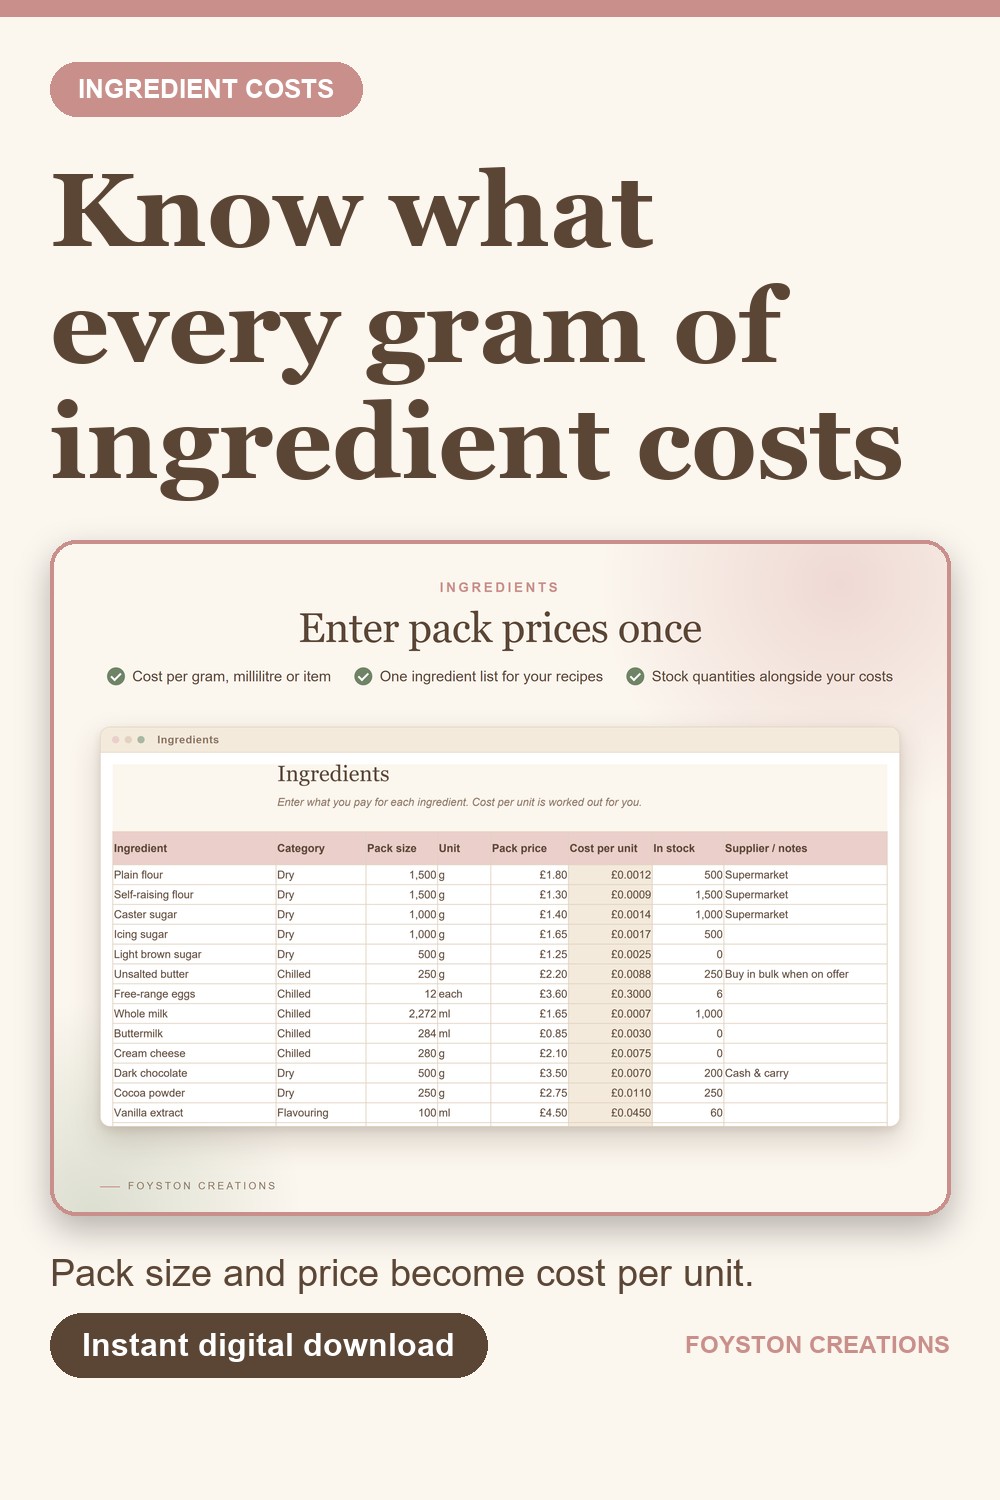 INGREDIENT COSTS
Know what
every gram of
ingredient costs
INGREDIENTS
Enter pack prices once
Cost per gram, millilitre or item One ingredient list for your recipes Stock quantities alongside your costs
Ingredients
Ingredients
Enter what you pay for each ingredient. Cost per unit is worked out for you.
Ingredient Category Pack size Unit Pack price Cost per unit In stock Supplier / notes
Plain flour Dry 1,500 g £1.80 £0.0012 500 Supermarket
Self-raising flour Dry 1,500 g £1.30 £0.0009 1,500 Supermarket
Caster sugar Dry 1,000 g £1.40 £0.0014 1,000 Supermarket
Icing sugar Dry 1,000 g £1.65 £0.0017 500
Light brown sugar Dry 500 g £1.25 £0.0025 0
Unsalted butter Chilled 250 g £2.20 £0.0088 250 Buy in bulk when on offer
Free-range eggs Chilled 12 each £3.60 £0.3000 6
Whole milk Chilled 2,272 ml £1.65 £0.0007 1,000
Buttermilk Chilled 284 ml £0.85 £0.0030 0
Cream cheese Chilled 280 g £2.10 £0.0075 0
Dark chocolate Dry 500 g £3.50 £0.0070 200 Cash & carry
Cocoa powder Dry 250 g £2.75 £0.0110 250
Vanilla extract Flavouring 100 ml £4.50 £0.0450 60
FOYSTON CREATIONS
Pack size and price become cost per unit.
Instant digital download
FOYSTON CREATIONS